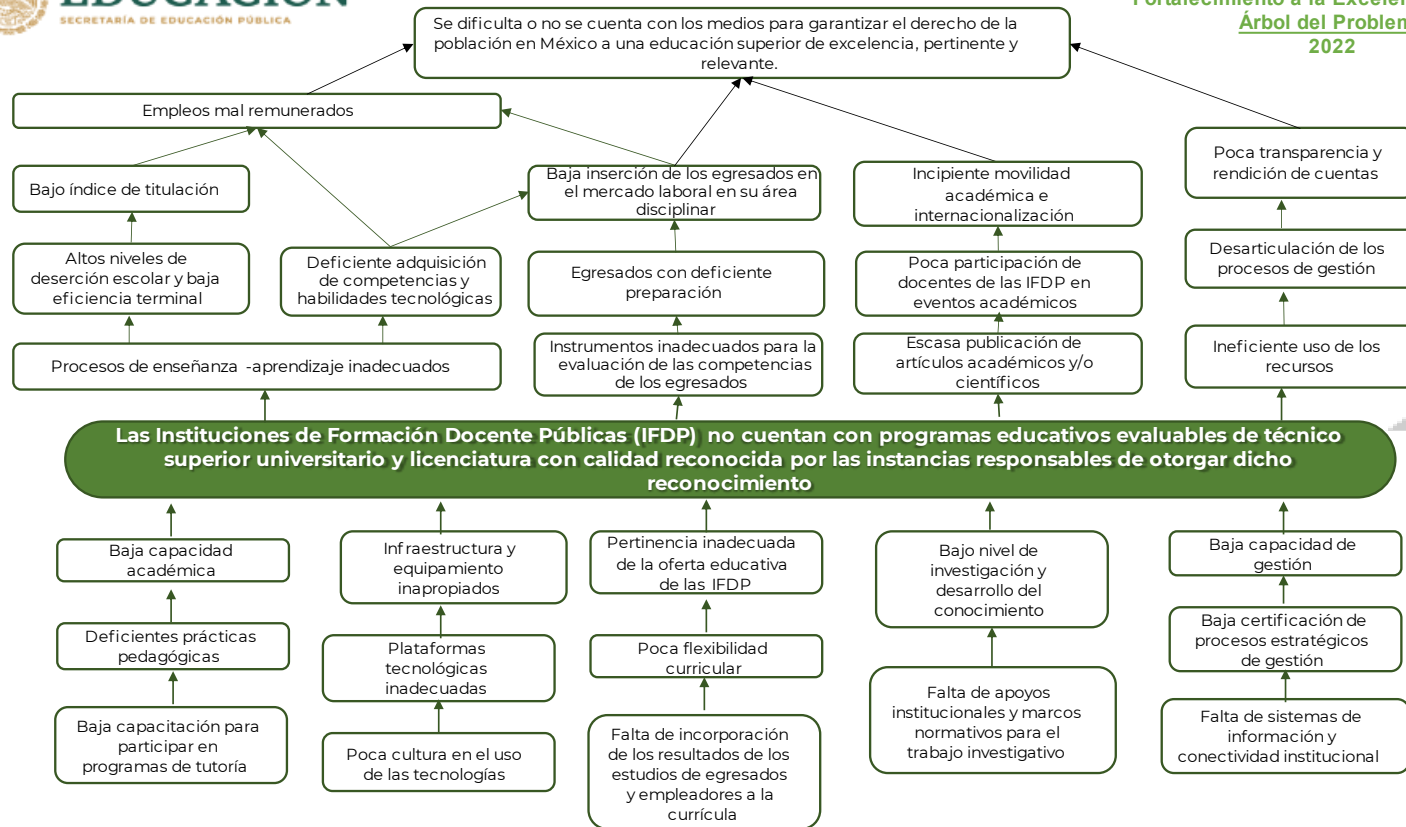 EDUCACIÓN
SECRETARÍA DE EDUCACIÓN PÚBLICA
Fortalecimiento a la
Árbol del
2022
Se dificulta o no se cuenta con los medios para garantizar el derecho de la
población en México a una educación superior de excelencia, pertinente y
relevante.
Empleos mal remunerados
Bajo índice de titulación
Baja inserción de los egresados en
el mercado laboral en su área
disciplinar
Incipiente movilidad
académica e
internacionalización
Poca transparencia y
rendición de cuentas
Altos niveles de
deserción escolar y baja
eficiencia terminal
Deficiente adquisición
de competencias y
habilidades tecnológicas
Egresados con deficiente
preparación
Poca participación de
docentes de las IFDP en
eventos académicos
Desarticulación de los
procesos de gestión
Procesos de enseñanza -aprendizaje inadecuados
Instrumentos inadecuados para la
evaluación de las competencias
de los egresados
Escasa publicación de
artículos académicos y/o
científicos
Ineficiente uso de los
recursos
Las Instituciones de Formación Docente Públicas (IFDP) no cuentan con programas educativos evaluables de técnico
superior universitario y licenciatura con calidad reconocida por las instancias responsables de otorgar dicho
reconocimiento
Baja capacidad
académica
Infraestructura y
equipamiento
inapropiados
Pertinencia inadecuada
de la oferta educativa
de las IFDP
Bajo nivel de
investigación y
desarrollo del
conocimiento
Baja capacidad de
gestión
Deficientes prácticas
pedagógicas
Plataformas
tecnológicas
inadecuadas
Poca flexibilidad
curricular
Baja certificación de
procesos estratégicos
de gestión
Baja capacitación para
participar en
programas de tutoría
Poca cultura en el uso
de las tecnologías
Falta de incorporación
de los resultados de los
estudios de egresados
y empleadores a la
currícula
Falta de apoyos
institucionales y marcos
normativos para el
trabajo investigativo
Falta de sistemas de
información y
conectividad institucional